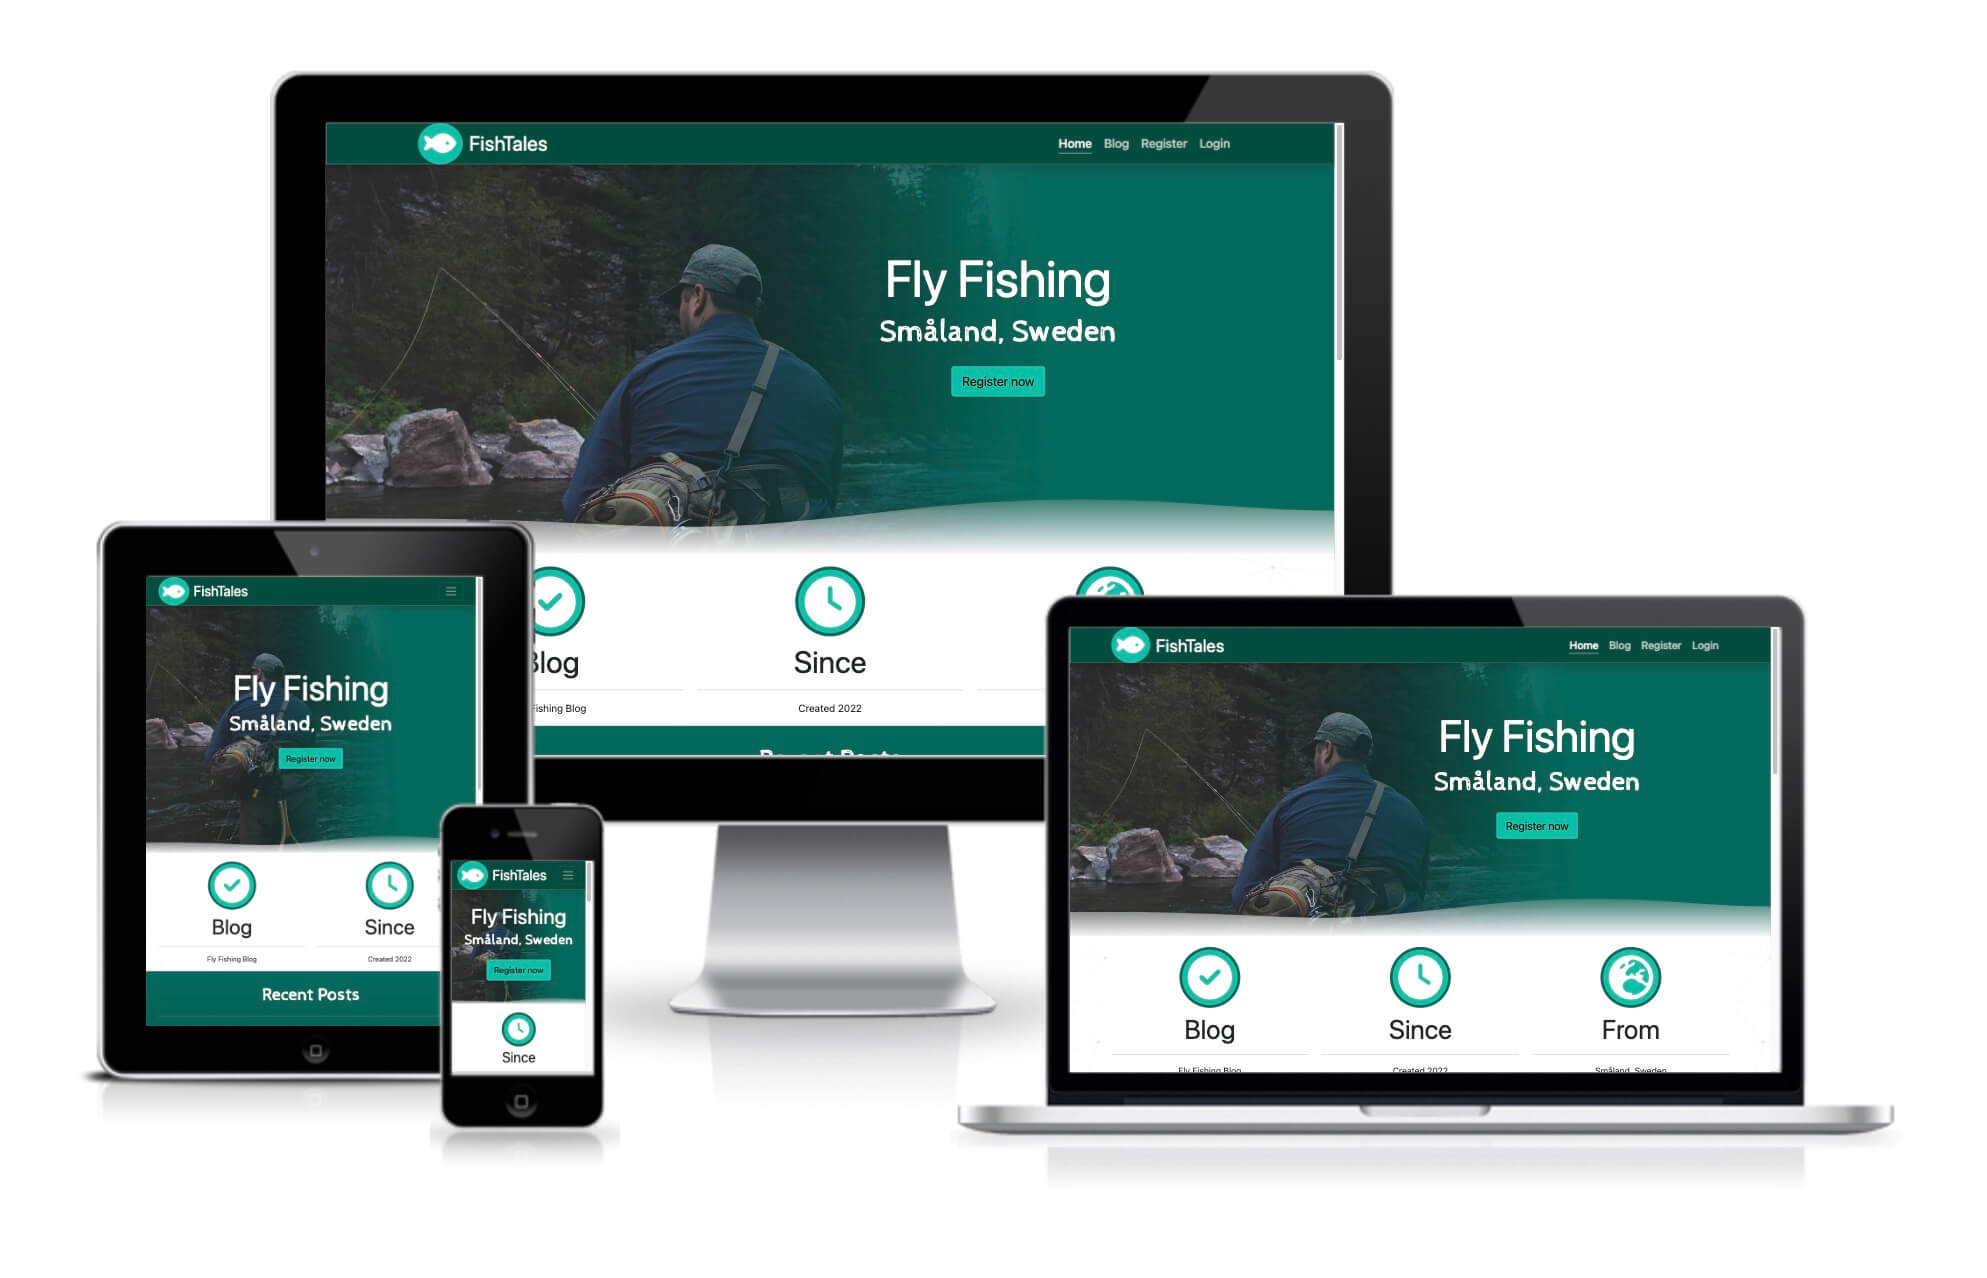 FishTales
Home Blog Register Login
Fly Fishing
Småland, Sweden
Register now
Blog
Since
Fishing Blog
Created 2022
Recent Posts
FishTales
Fly Fishing
Småland, Sweden
Register now
Blog
Since
Fly Fishing Blog
Created 2022
Recent Posts
FishTales
Fly Fishing
Småland, Sweden
Register now
Since
FishTales
Home Blog Register Login
Fly Fishing
Småland, Sweden
Register now
Blog
Since
From
Fly Fishing Blog
Created 2022
Småland, Sweden